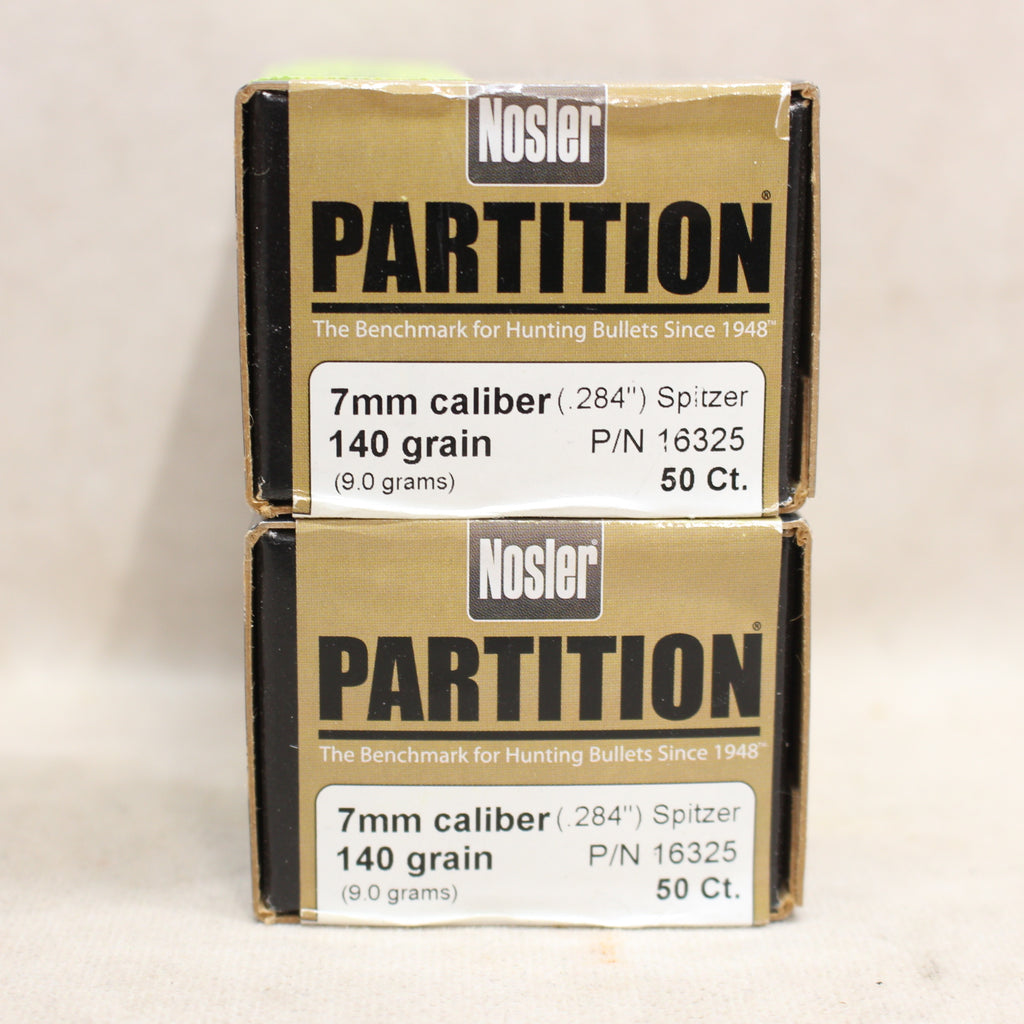 Nosler
PARTITION®
The Benchmark for Hunting Bullets Since 1948™
7mm caliber (.284") Spitzer
140 grain P/N 16325
(9.0 grams) 50 Ct.
Nosler®
PARTITION®
The Benchmark for Hunting Bullets Since 1948™
7mm caliber (.284") Spitzer
140 grain P/N 16325
(9.0 grams) 50 Ct.